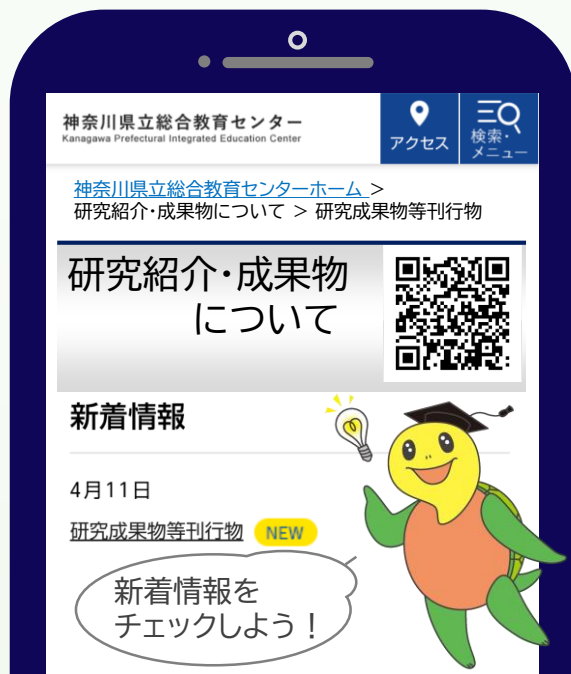 神奈川県立総合教育センター
Kanagawa Prefectural Integrated Education Center
アクセス
検索・
メニュー
神奈川県立総合教育センターホーム >
研究紹介・成果物について > 研究成果物等刊行物
研究紹介・成果物
について
新着情報
4月11日
研究成果物等刊行物 NEW
新着情報を
チェックしよう！